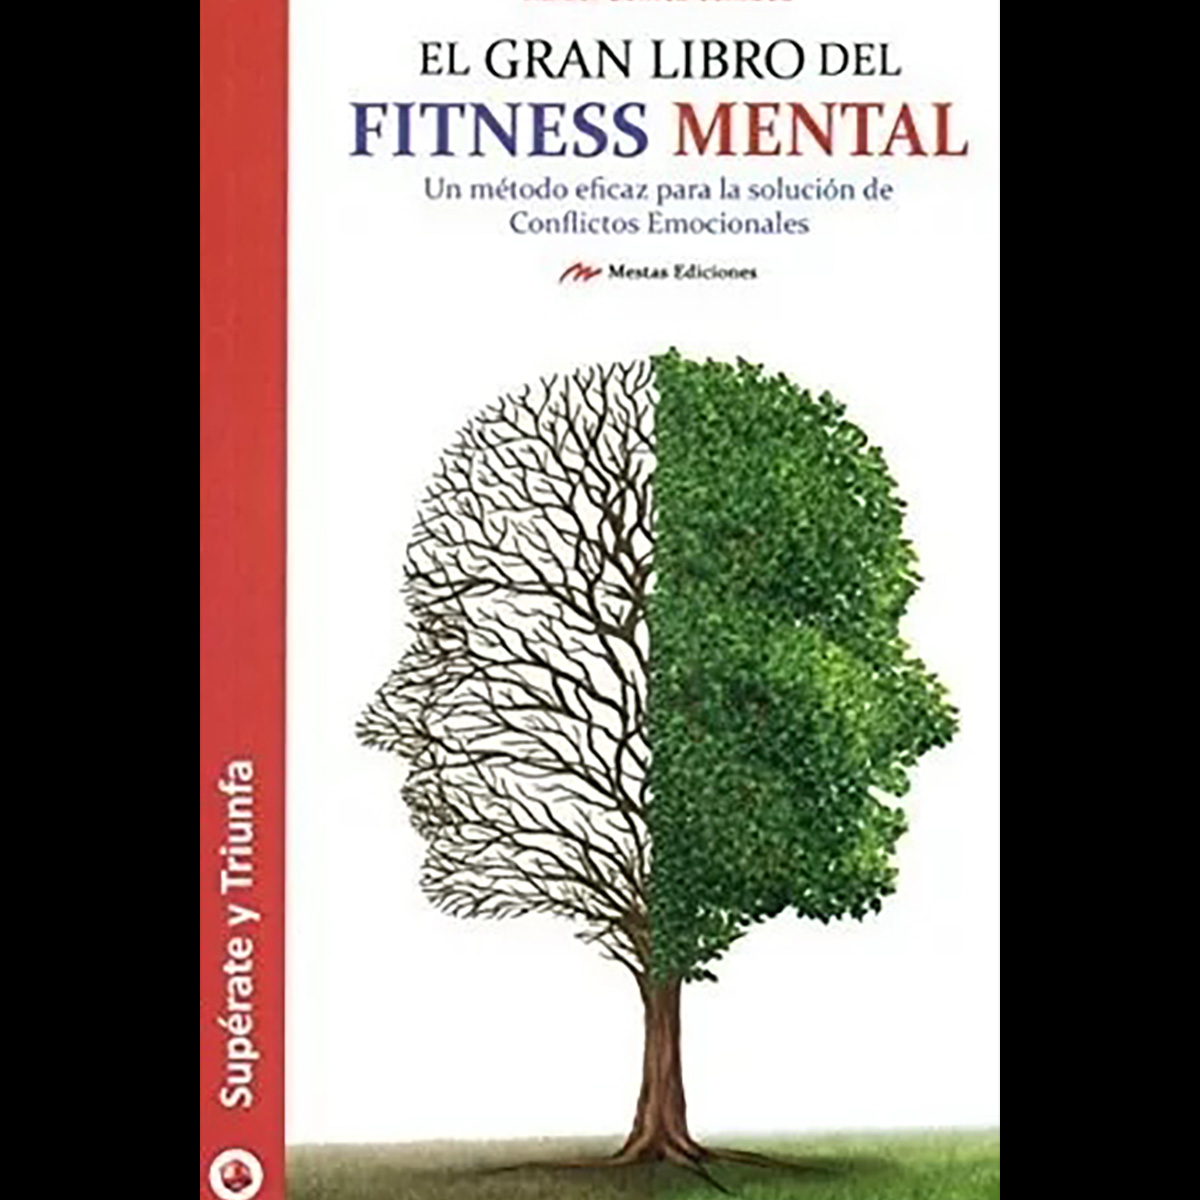 EL GRAN LIBRO DEL
FITNESS MENTAL
Un método eficaz para la solución de
Conflictos Emocionales
Mestas Ediciones
Supérate y Triunfa